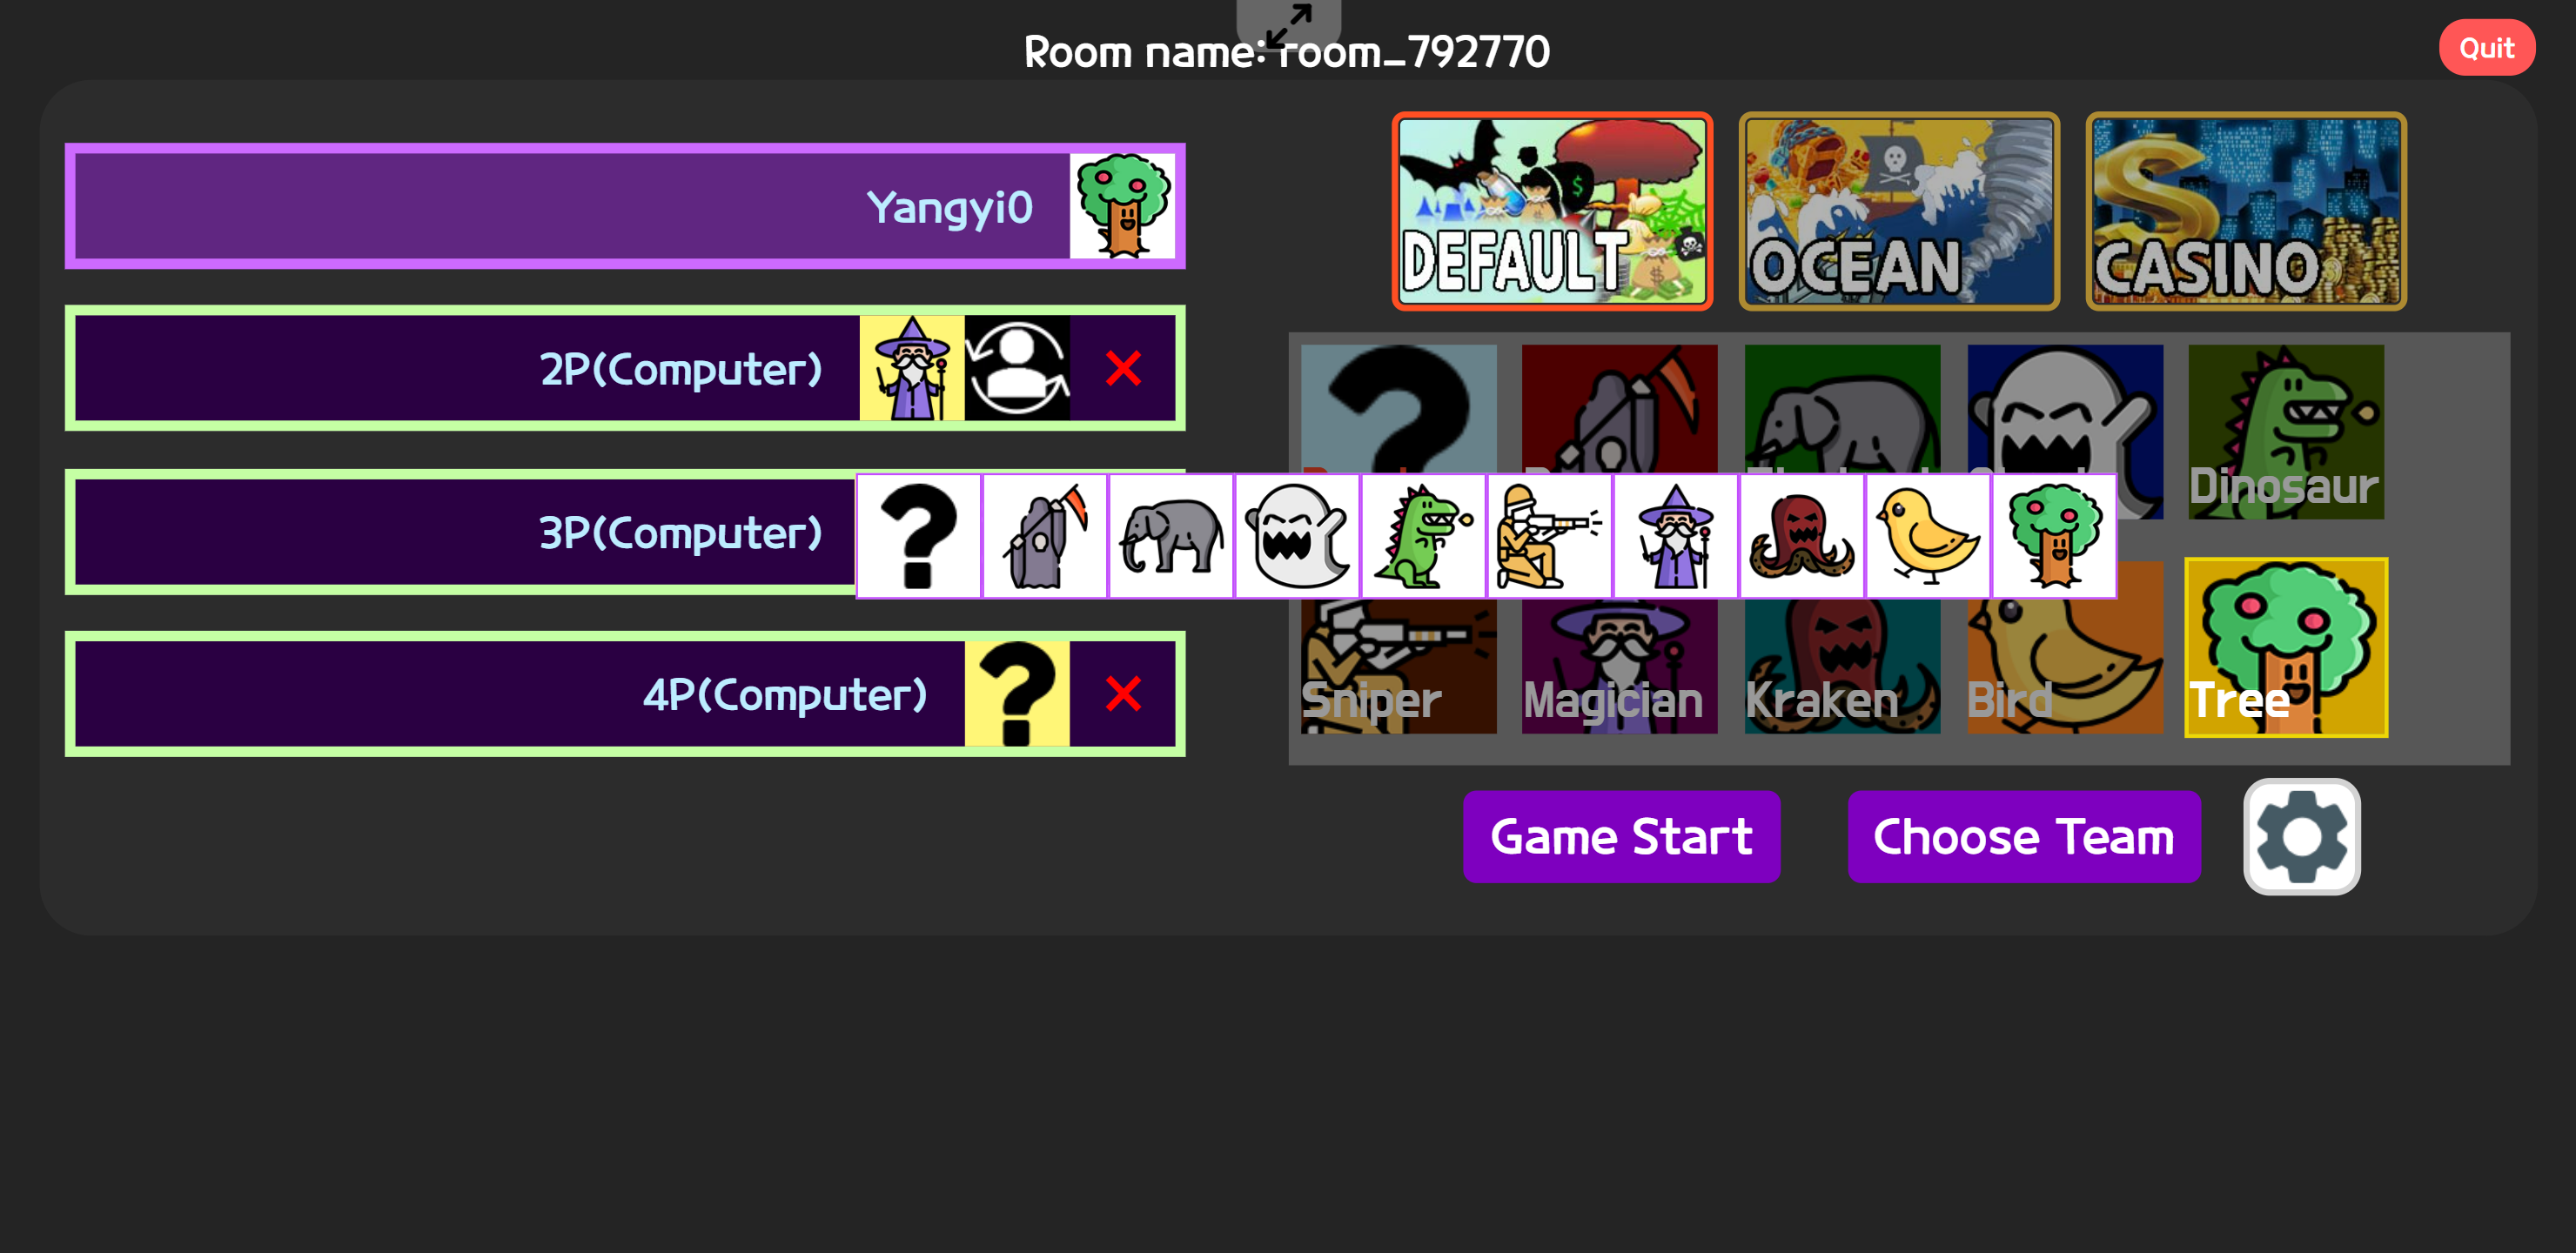 Room name: room_792770
Quit
Yangyi0
2P(Computer)
3P(Computer)
4P(Computer)
DEFAULT
OCEAN
CASINO
Dinosaur
Sniper
Magician
Kraken
Bird
Tree
Game Start
Choose Team